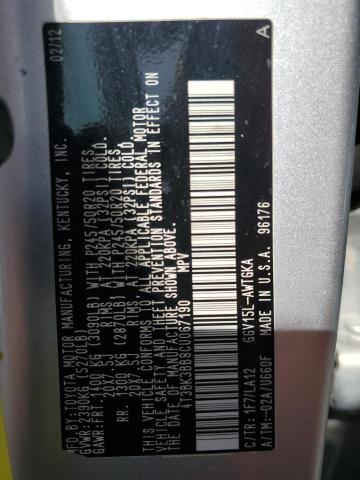 MFD. BY:
TOYOTA MOTOR MANUFACTURING, KENTUCKY, INC.
02/12
GVWR: 2390KG (5270LB)
GAWR: FRT. 1400 KG (3090LB) WITH P245/50R20 TIRES,
20X7.5J RIMS, AT 220KPA (32PSI) COLD.
RR. 1300 KG (2870LB) WITH P245/50R20 TIRES,
20X7.5J RIMS, AT 220KPA (32PSI) COLD.
THIS VEHICLE CONFORMS TO ALL APPLICABLE FEDERAL MOTOR
VEHICLE SAFETY AND THEFT PREVENTION STANDARDS IN EFFECT ON
THE DATE OF MANUFACTURE SHOWN ABOVE.
4T3BK3BB8CU067190 MPV
GGV15L-AWTGKA
C/TR: 1F7/LA12
A/TM: -02A/U660F
MADE IN U.S.A. 96176
A